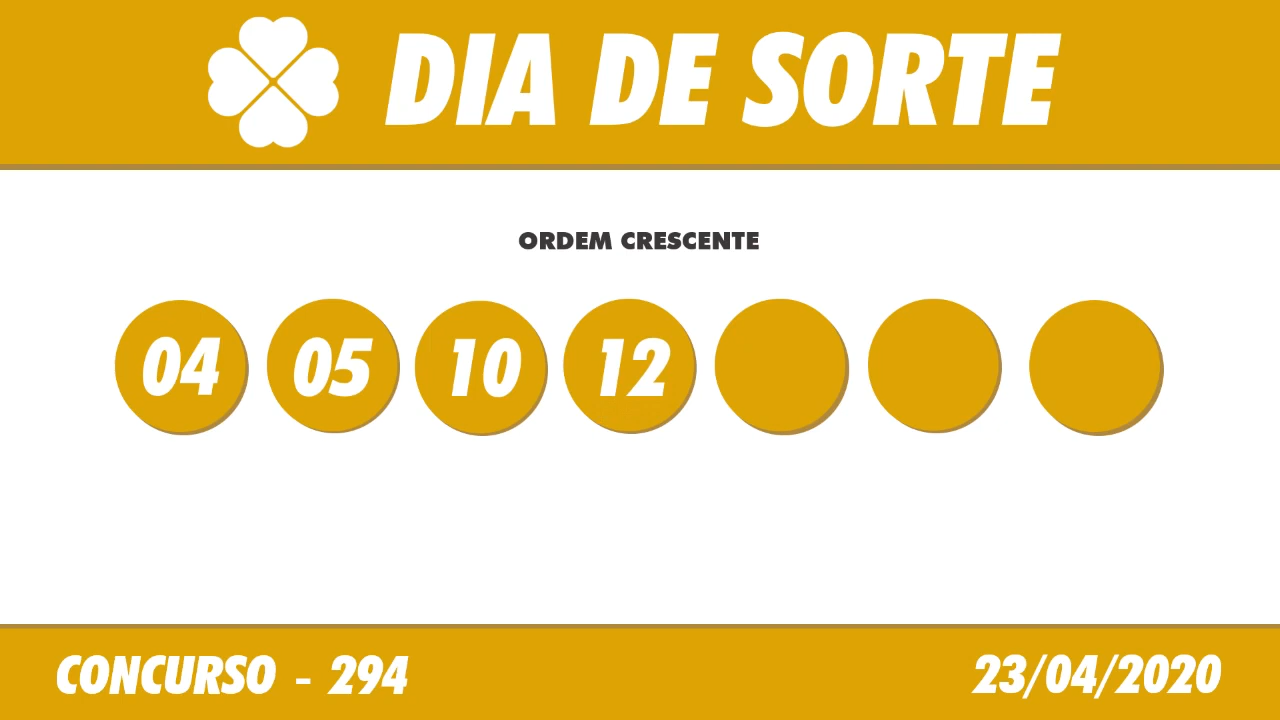 DIA DE SORTE
ORDEM CRESCENTE
04 05 10 12
CONCURSO - 294
23/04/2020